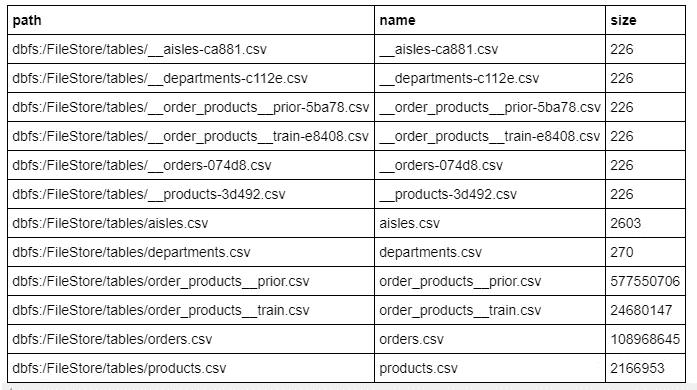 path name size
dbfs:/FileStore/tables/__aisles-ca881.csv __aisles-ca881.csv 226
dbfs:/FileStore/tables/__departments-c112e.csv __departments-c112e.csv 226
dbfs:/FileStore/tables/__order_products__prior-5ba78.csv __order_products__prior-5ba78.csv 226
dbfs:/FileStore/tables/__order_products__train-e8408.csv __order_products__train-e8408.csv 226
dbfs:/FileStore/tables/__orders-074d8.csv __orders-074d8.csv 226
dbfs:/FileStore/tables/__products-3d492.csv __products-3d492.csv 226
dbfs:/FileStore/tables/aisles.csv aisles.csv 2603
dbfs:/FileStore/tables/departments.csv departments.csv 270
dbfs:/FileStore/tables/order_products__prior.csv order_products__prior.csv 577550706
dbfs:/FileStore/tables/order_products__train.csv order_products__train.csv 24680147
dbfs:/FileStore/tables/orders.csv orders.csv 108968645
dbfs:/FileStore/tables/products.csv products.csv 2166953